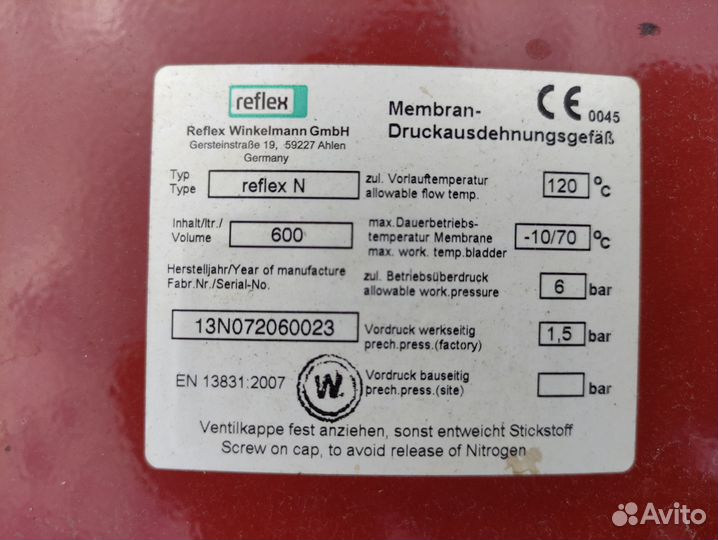 reflex
Reflex Winkelmann GmbH
Gersteinstraße 19, 59227 Ahlen
Germany
Membran-
Druckausdehnungsgefäß
CE 0045
Typ
Type
reflex N
zul. Vorlauftemperatur
allowable flow temp.
120 °C
Inhalt/ltr./
Volume
600
max.Dauerbetriebs-
temperatur Membrane
max. work. temp.bladder
-10/70 °C
Herstelljahr/Year of manufacture
Fabr.Nr./Serial-No.
13N072060023
zul. Betriebsüberdruck
allowable work.pressure
6 bar
Vordruck werkseitig
prech.press.(factory)
1,5 bar
EN 13831:2007
W.
Vordruck bauseitig
prech.press.(site)
bar
Ventilkappe fest anziehen, sonst entweicht Stickstoff
Screw on cap, to avoid release of Nitrogen
Avito